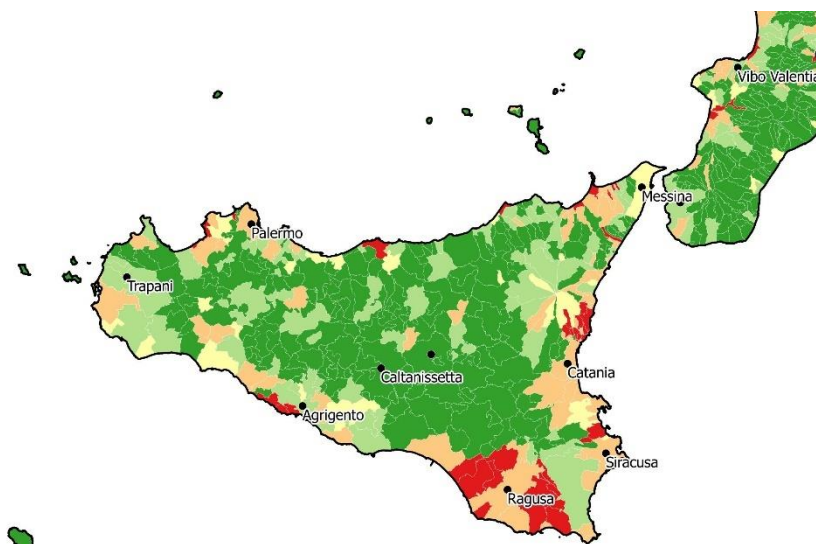 Vibo Valentia
Messina
Palermo
Trapani
Caltanissetta
Catania
Agrigento
Siracusa
Ragusa